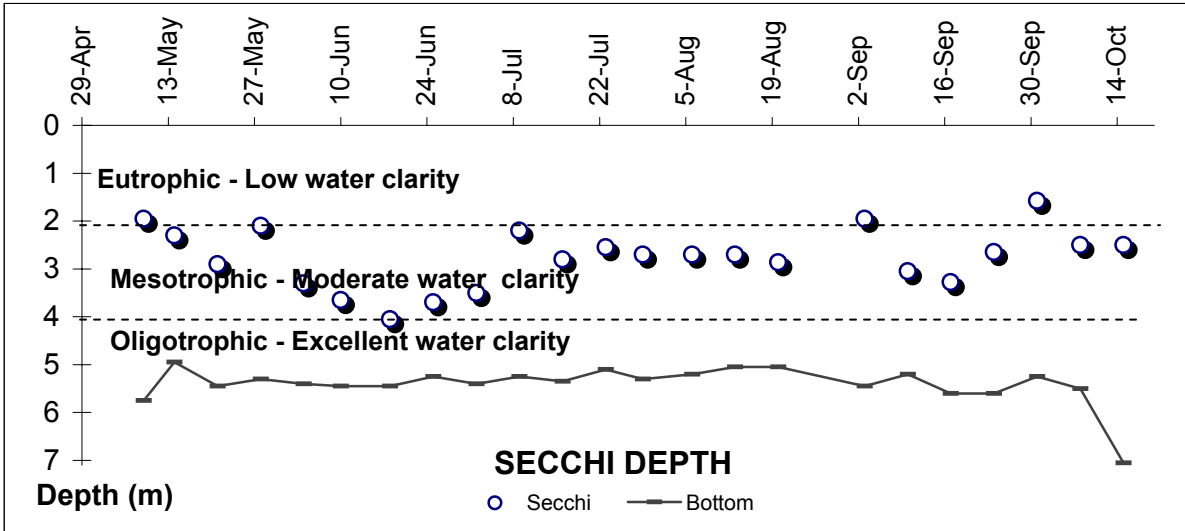 29-Apr
13-May
27-May
10-Jun
24-Jun
8-Jul
22-Jul
5-Aug
19-Aug
2-Sep
16-Sep
30-Sep
14-Oct
0
1
Eutrophic - Low water clarity
2
3
Mesotrophic - Moderate water clarity
4
Oligotrophic - Excellent water clarity
5
6
7
SECCHI DEPTH
Depth (m)
Secchi
Bottom